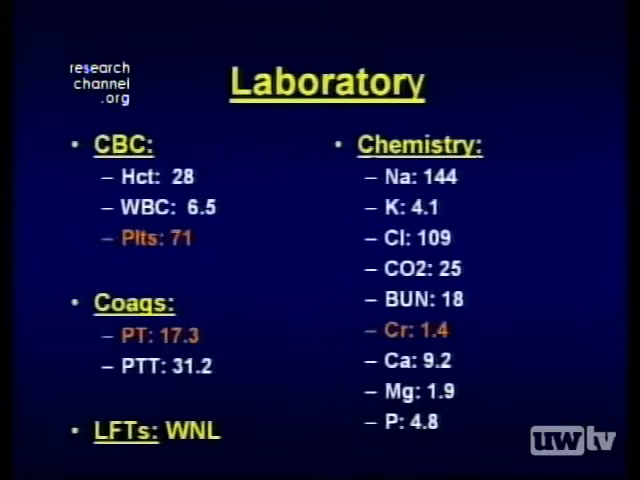 research
channel
.org
Laboratory
• CBC:
– Hct: 28
– WBC: 6.5
– Plts: 71
• Coags:
– PT: 17.3
– PTT: 31.2
• LFTs: WNL
• Chemistry:
– Na: 144
– K: 4.1
– Cl: 109
– CO2: 25
– BUN: 18
– Cr: 1.4
– Ca: 9.2
– Mg: 1.9
– P: 4.8
uwtv